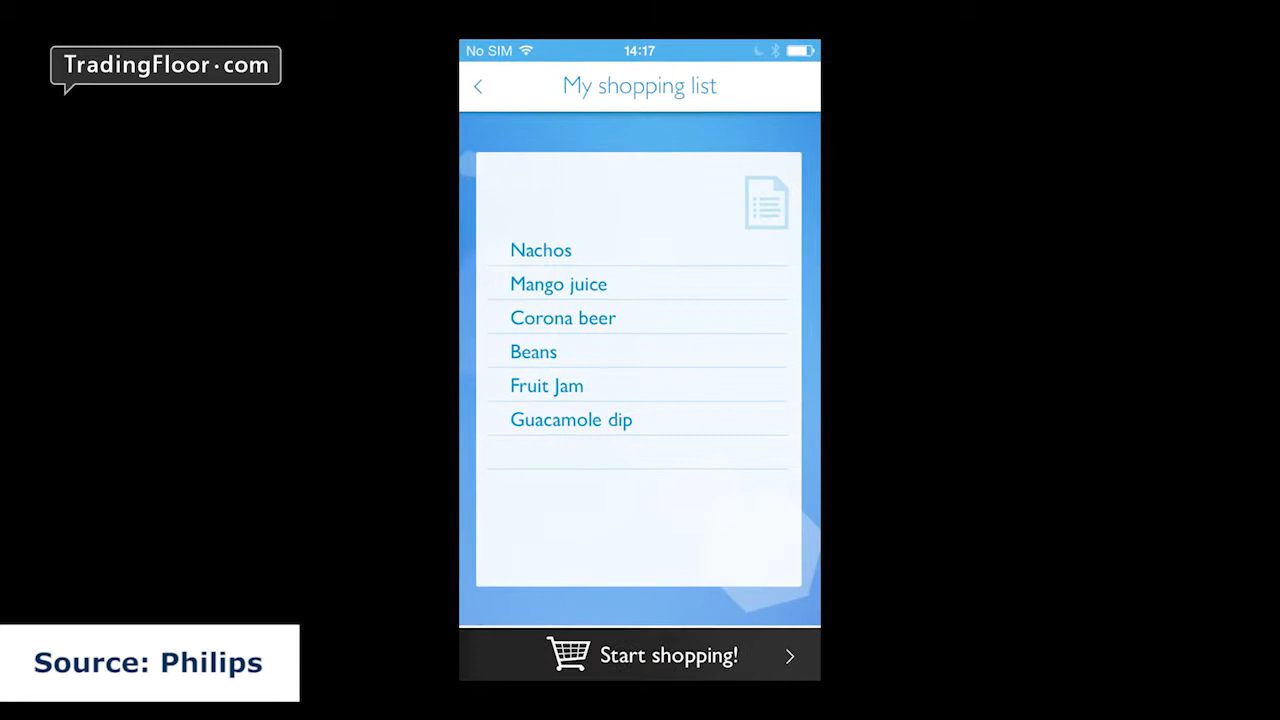 TradingFloor·com
No SIM 14:17
My shopping list
Nachos
Mango juice
Corona beer
Beans
Fruit Jam
Guacamole dip
Start shopping!
Source: Philips